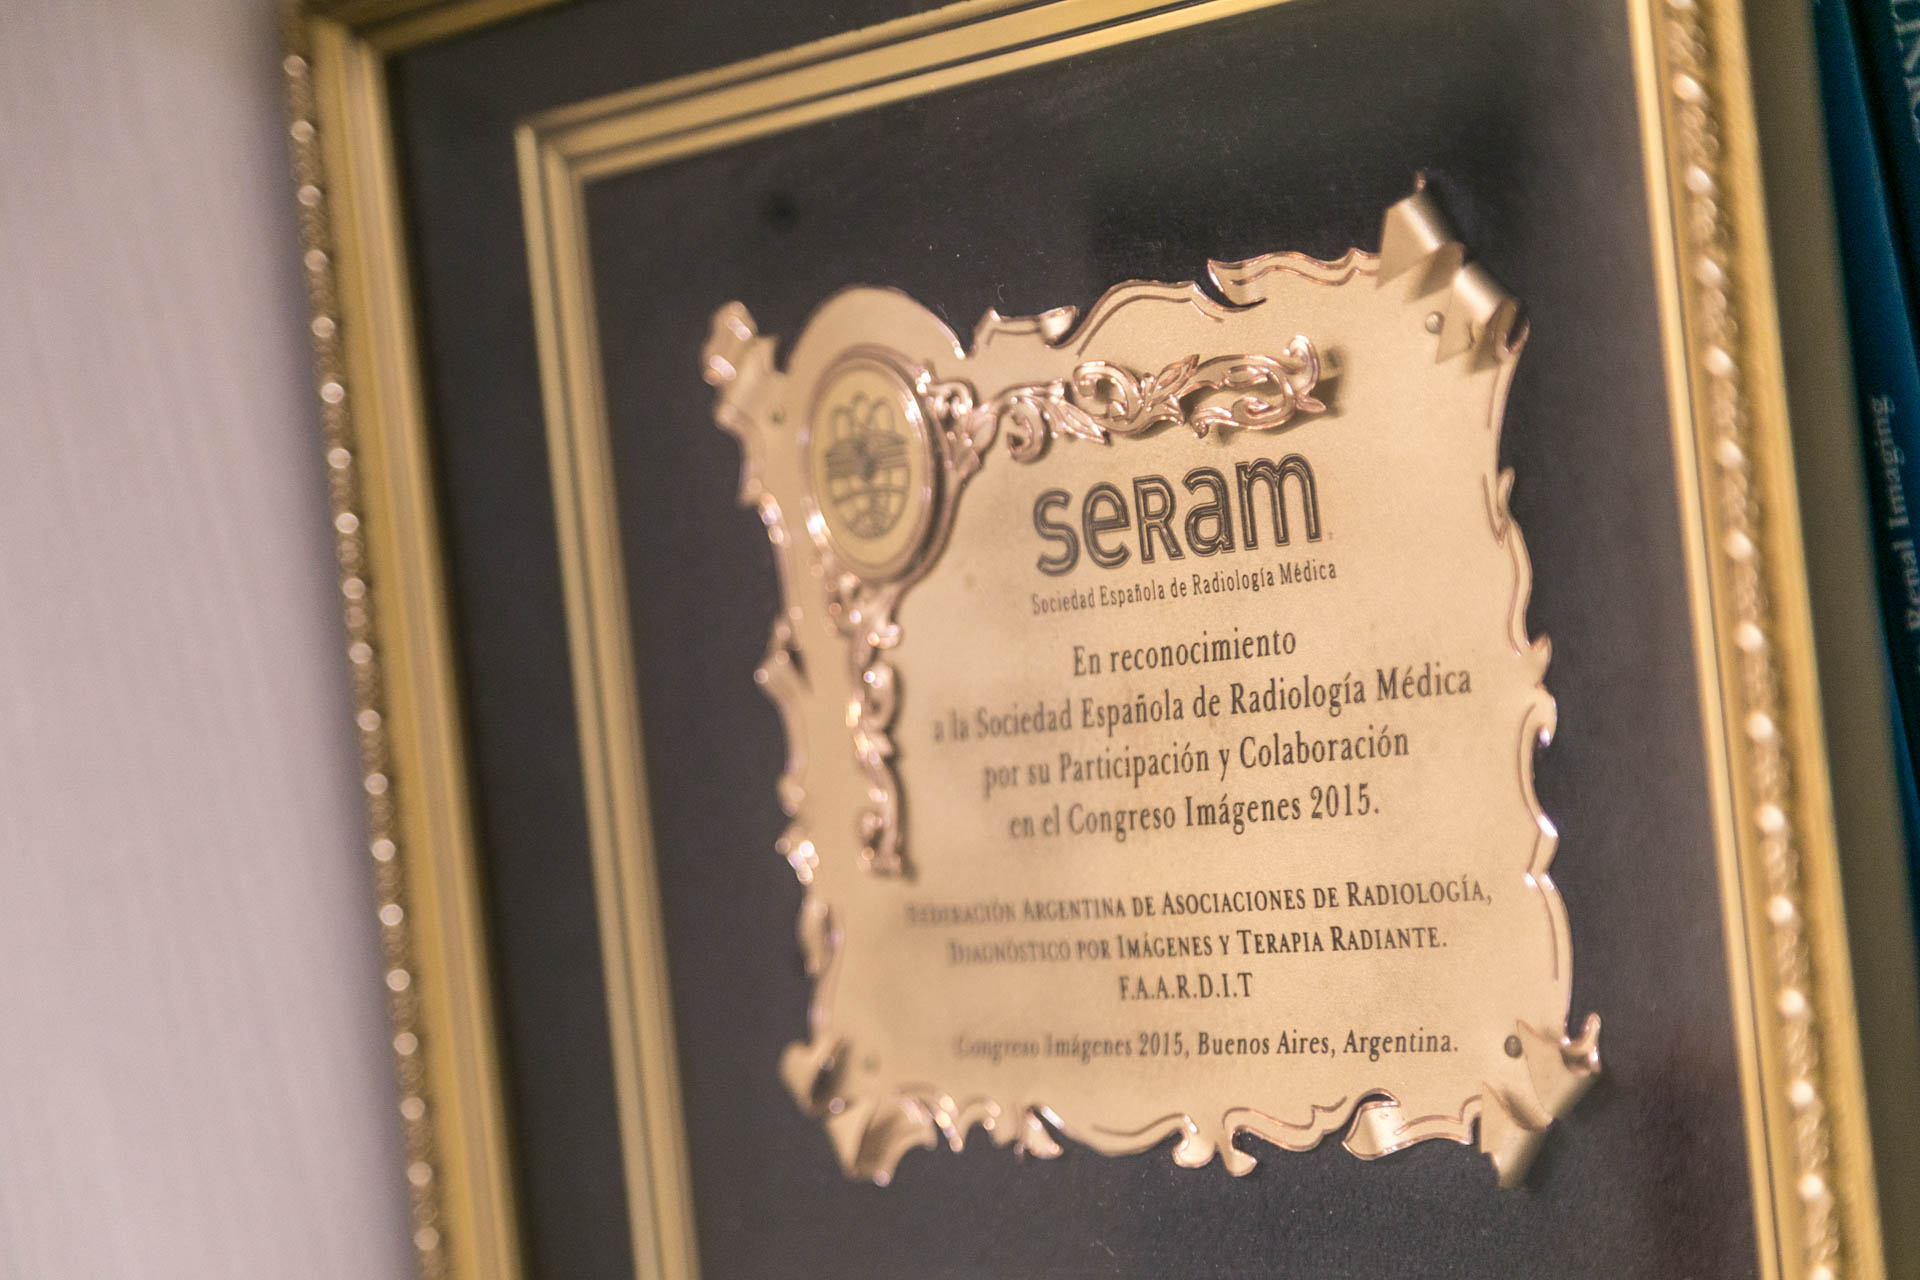 seRam
Sociedad Española de Radiología Médica
En reconocimiento
a la Sociedad Española de Radiología Médica
por su Participación y Colaboración
en el Congreso Imágenes 2015.
Federación Argentina de Asociaciones de Radiología,
Diagnóstico por Imágenes y Terapia Radiante.
F.A.A.R.D.I.T
Congreso Imágenes 2015, Buenos Aires, Argentina.
Renal Imaging